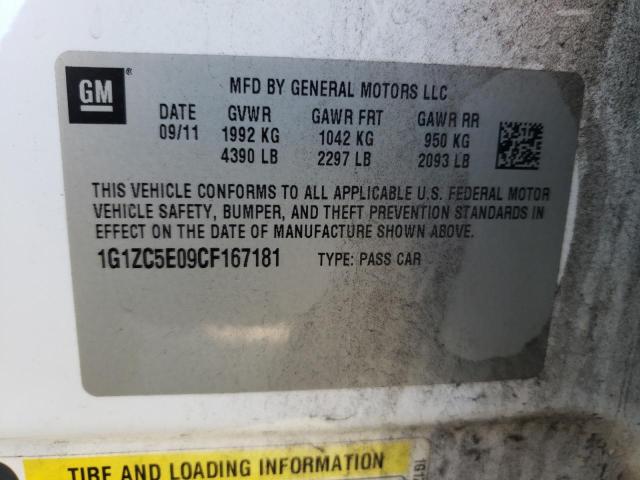 GM
MFD BY GENERAL MOTORS LLC
DATE GVWR GAWR FRT GAWR RR
09/11 1992 KG 1042 KG 950 KG
4390 LB 2297 LB 2093 LB
THIS VEHICLE CONFORMS TO ALL APPLICABLE U.S. FEDERAL MOTOR
VEHICLE SAFETY, BUMPER, AND THEFT PREVENTION STANDARDS IN
EFFECT ON THE DATE OF MANUFACTURE SHOWN ABOVE.
1G1ZC5E09CF167181 TYPE: PASS CAR
TIRE AND LOADING INFORMATION